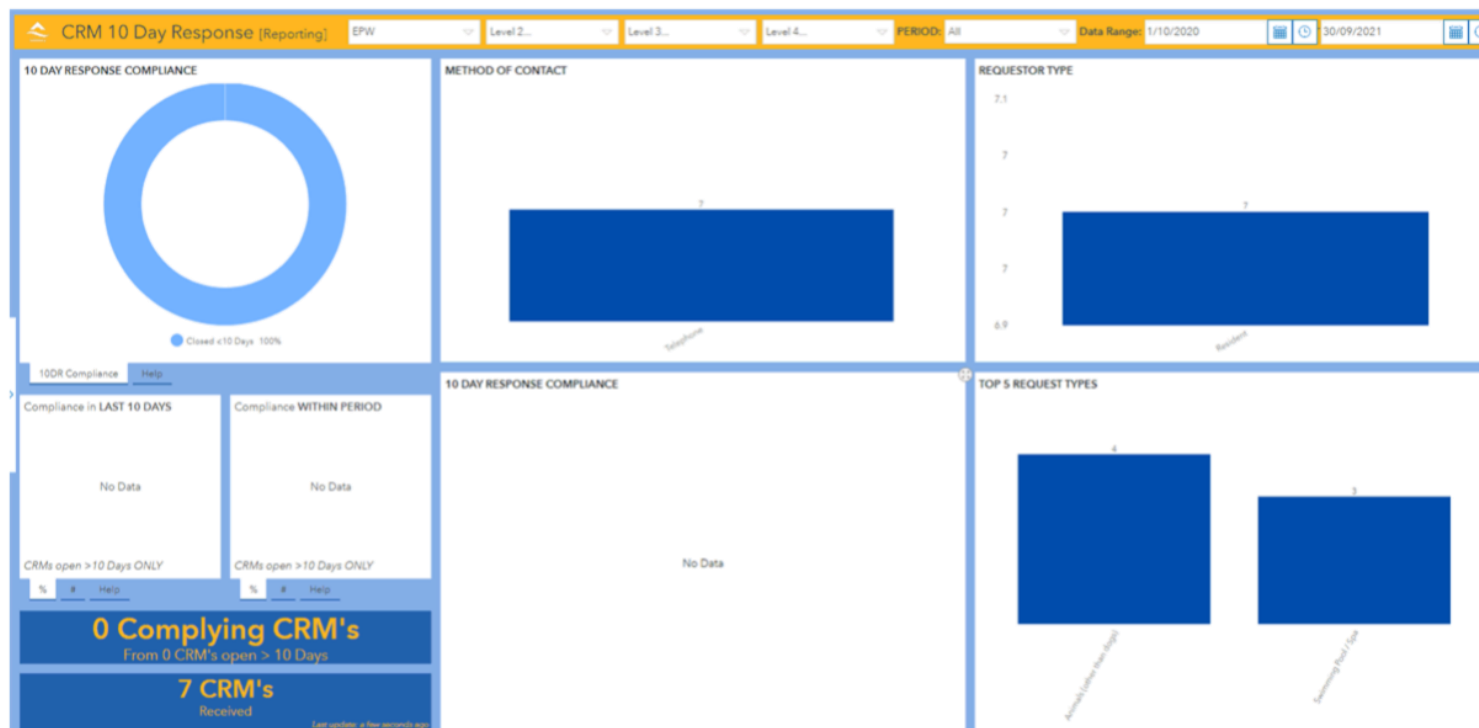 CRM 10 Day Response [Reporting]
EPW
Level 2...
Level 3...
Level 4...
PERIOD: All
Data Range: 1/10/2020
30/09/2021
10 DAY RESPONSE COMPLIANCE
Closed <10 Days 100%
10DR Compliance
Help
METHOD OF CONTACT
7
Telephone
REQUESTOR TYPE
7.1
7
7
7
6.9
7
Resident
Compliance in LAST 10 DAYS
No Data
CRMs open >10 Days ONLY
% # Help
Compliance WITHIN PERIOD
No Data
CRMs open >10 Days ONLY
% # Help
0 Complying CRM's
From 0 CRM's open > 10 Days
7 CRM's
Received
Last update: a few seconds ago
10 DAY RESPONSE COMPLIANCE
No Data
TOP 5 REQUEST TYPES
4
3
Animals (other than dogs)
Swimming Pool / Spa